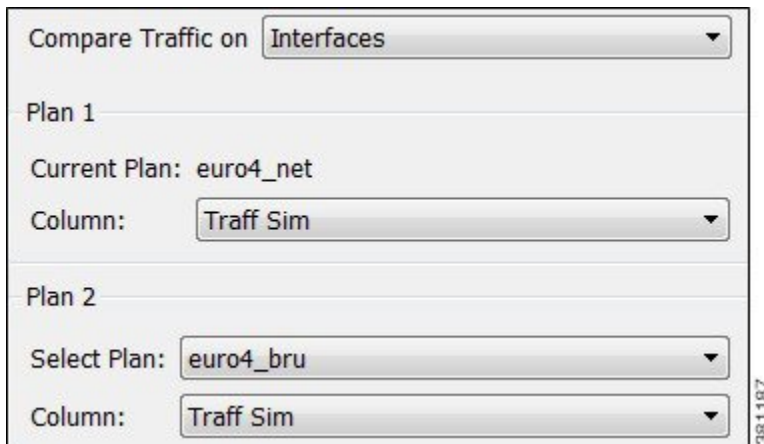 Compare Traffic on Interfaces
Plan 1
Current Plan: euro4_net
Column: Traff Sim
Plan 2
Select Plan: euro4_bru
Column: Traff Sim